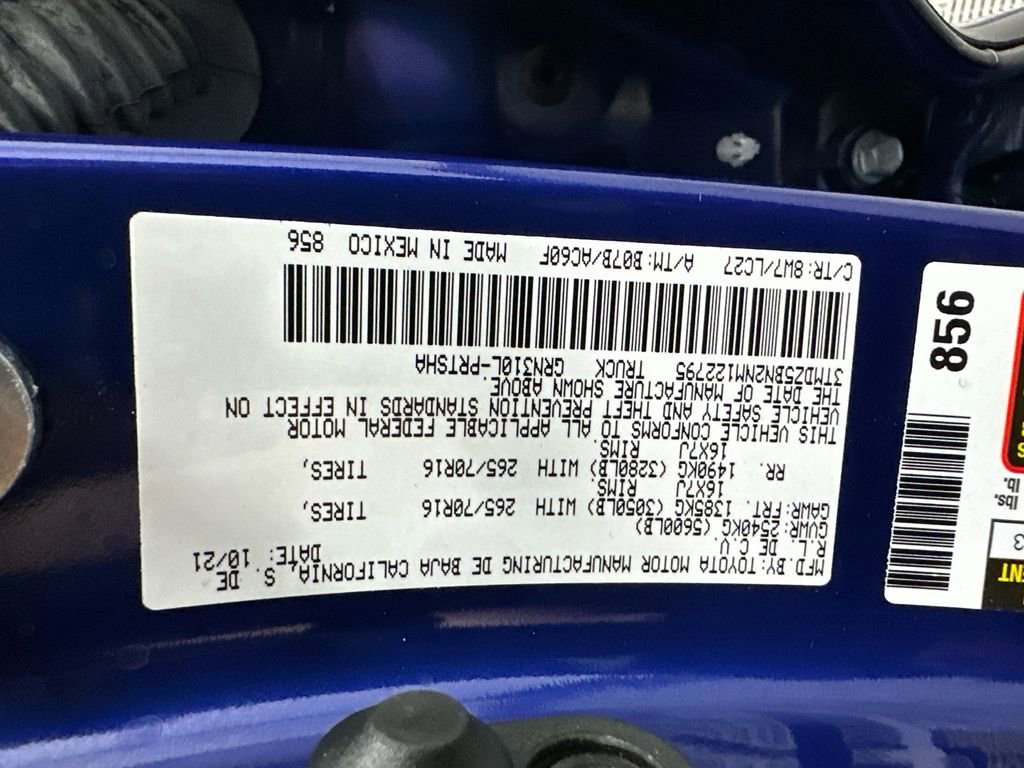 MFD.BY: TOYOTA MOTOR MANUFACTURING DE BAJA CALIFORNIA, S. DE
R.L. DE C.V. DATE: 10/21
GVWR: 2540KG (5600LB)
GAWR: FRT. 1385KG (3050LB) WITH 265/70R16 TIRES,
16X7J RIMS
RR. 1490KG (3280LB) WITH 265/70R16 TIRES,
16X7J RIMS.
THIS VEHICLE CONFORMS TO ALL APPLICABLE FEDERAL MOTOR
VEHICLE SAFETY AND THEFT PREVENTION STANDARDS IN EFFECT ON
THE DATE OF MANUFACTURE SHOWN ABOVE.
3TMDZ5BN2NM122795 TRUCK GRN310L-PRTSHA
C/TR: 8W7/LC27 A/TM: B07B/AC60F MADE IN MEXICO 856
856
lbs.
lb.